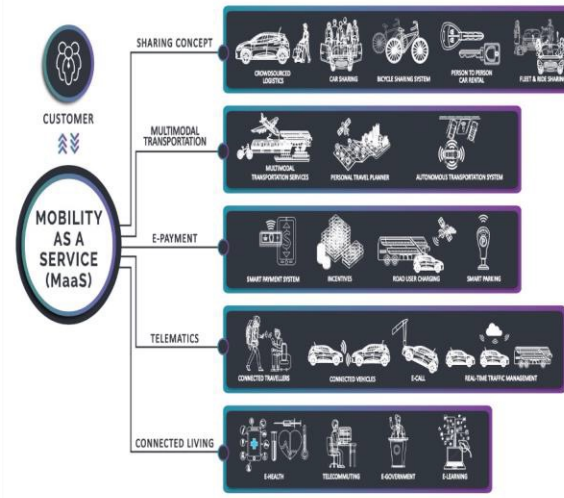 CUSTOMER
MOBILITY
AS A
SERVICE
(MaaS)
SHARING CONCEPT
CROWDSOURCED
LOGISTICS
CAR SHARING
BICYCLE SHARING SYSTEM
PERSON TO PERSON
CAR RENTAL
FLEET & RIDE SHARING
MULTIMODAL
TRANSPORTATION
MULTIMODAL
TRANSPORTATION SERVICES
PERSONAL TRAVEL PLANNER
AUTONOMOUS TRANSPORTATION SYSTEM
E-PAYMENT
SMART PAYMENT SYSTEM
INCENTIVES
ROAD USER CHARGING
SMART PARKING
TELEMATICS
CONNECTED TRAVELLERS
CONNECTED VEHICLES
E-CALL
REAL-TIME TRAFFIC MANAGEMENT
CONNECTED LIVING
E-HEALTH
TELECOMMUTING
E-GOVERNMENT
E-LEARNING